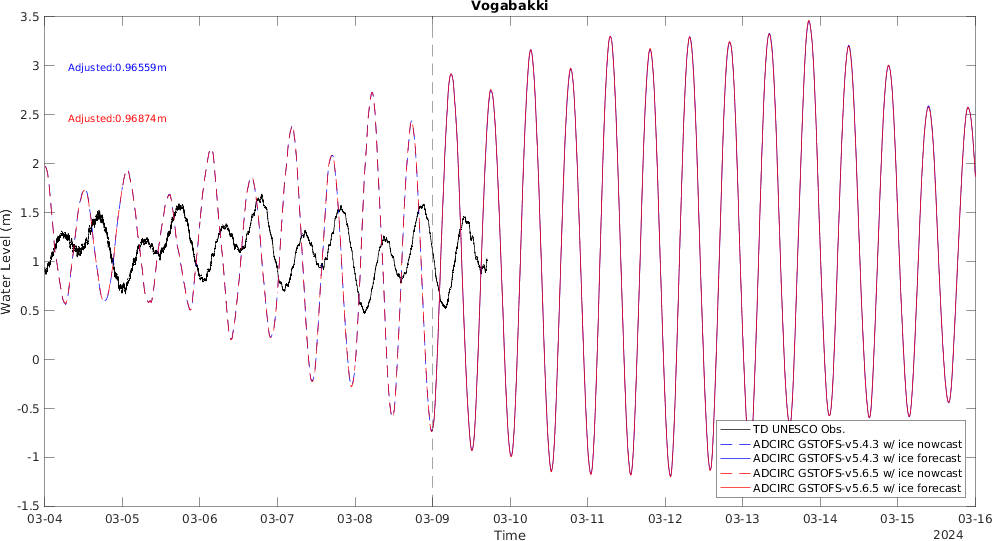 Vogabakki
3.5
3
2.5
2
1.5
1
0.5
0
-0.5
-1
-1.5
Water Level (m)
Adjusted:0.96559m
Adjusted:0.96874m
TD UNESCO Obs.
ADCIRC GSTOFS-v5.4.3 w/ ice nowcast
ADCIRC GSTOFS-v5.4.3 w/ ice forecast
ADCIRC GSTOFS-v5.6.5 w/ ice nowcast
ADCIRC GSTOFS-v5.6.5 w/ ice forecast
03-04 03-05 03-06 03-07 03-08 03-09 03-10 03-11 03-12 03-13 03-14 03-15 03-16
Time
2024